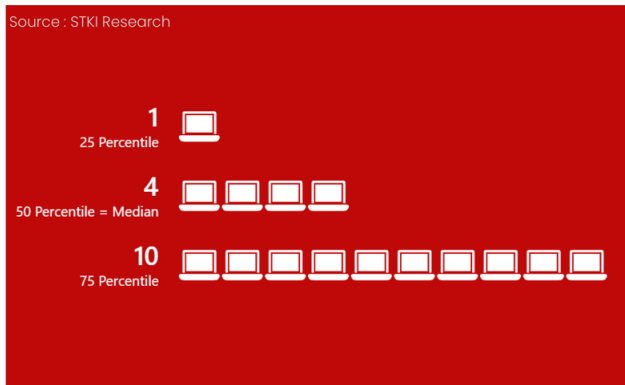 Source : STKI Research
1
25 Percentile
4
50 Percentile = Median
10
75 Percentile